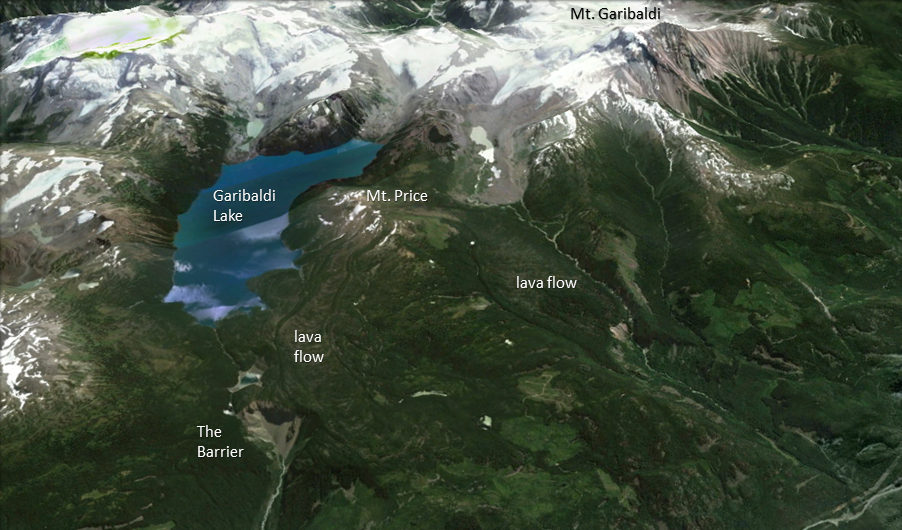 Mt. Garibaldi
Garibaldi
Lake
Mt. Price
lava flow
lava
flow
The
Barrier